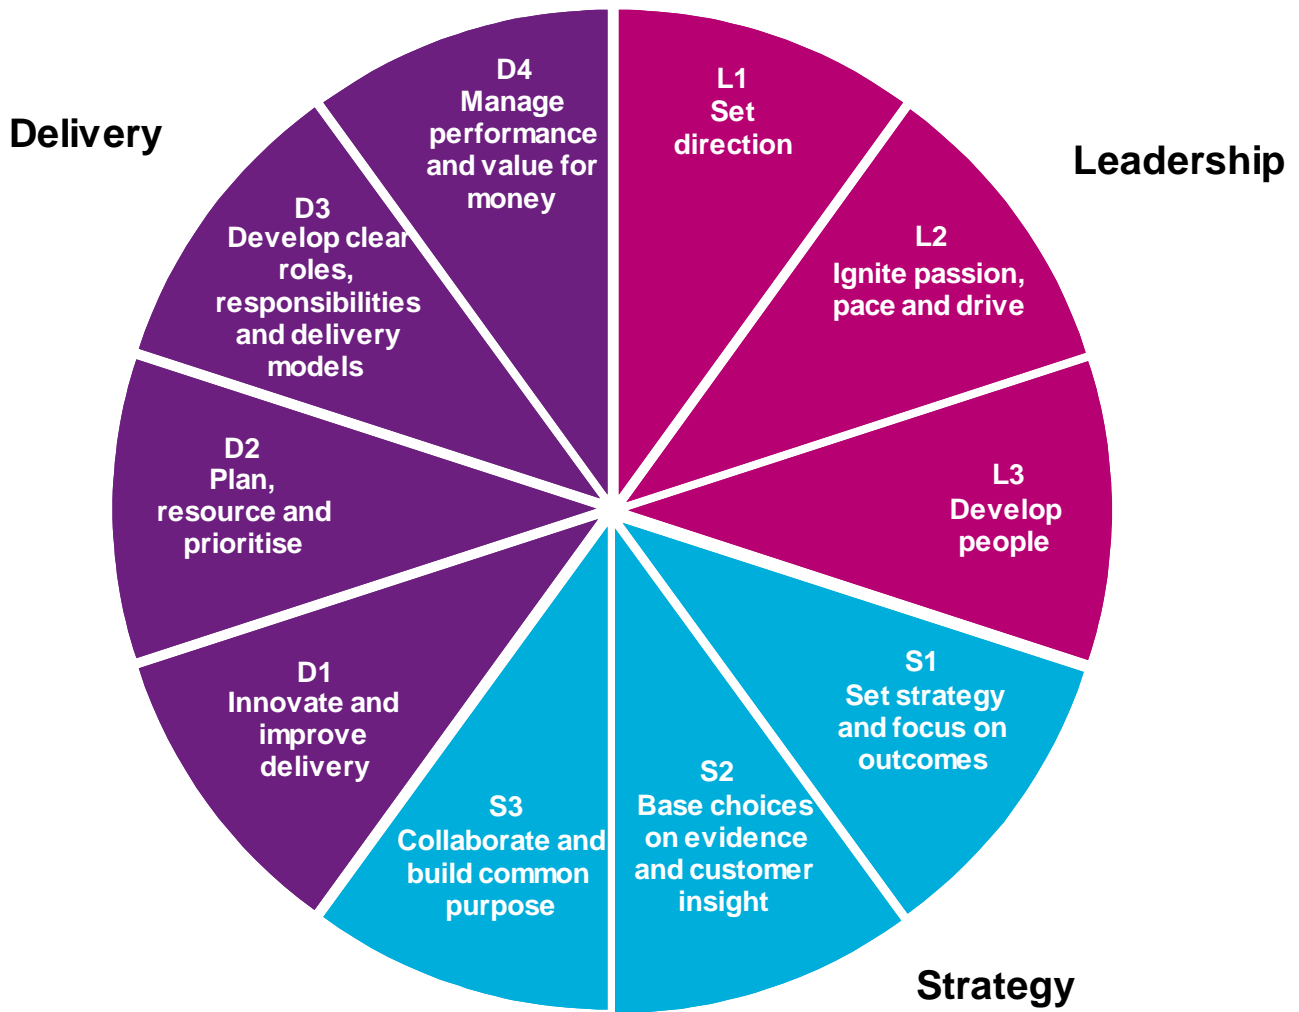 Delivery
Leadership
Strategy
D4
Manage
performance
and value for
money
L1
Set
direction
L2
Ignite passion,
pace and drive
L3
Develop
people
S1
Set strategy
and focus on
outcomes
S2
Base choices
on evidence
and customer
insight
S3
Collaborate and
build common
purpose
D1
Innovate and
improve
delivery
D2
Plan,
resource and
prioritise
D3
Develop clear
roles,
responsibilities
and delivery
models